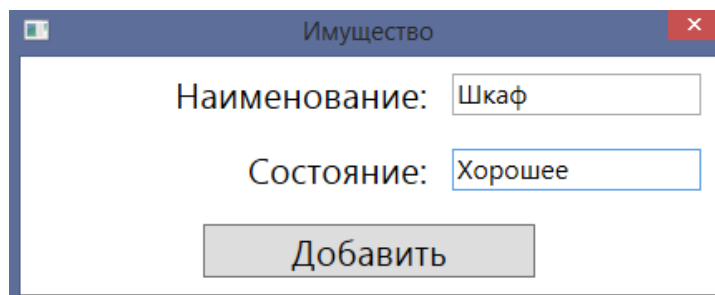 Имущество
Наименование: Шкаф
Состояние: Хорошее
Добавить